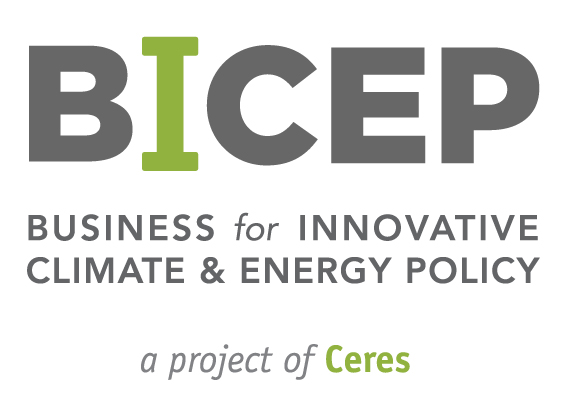 BICEP
BUSINESS for INNOVATIVE
CLIMATE & ENERGY POLICY
a project of Ceres